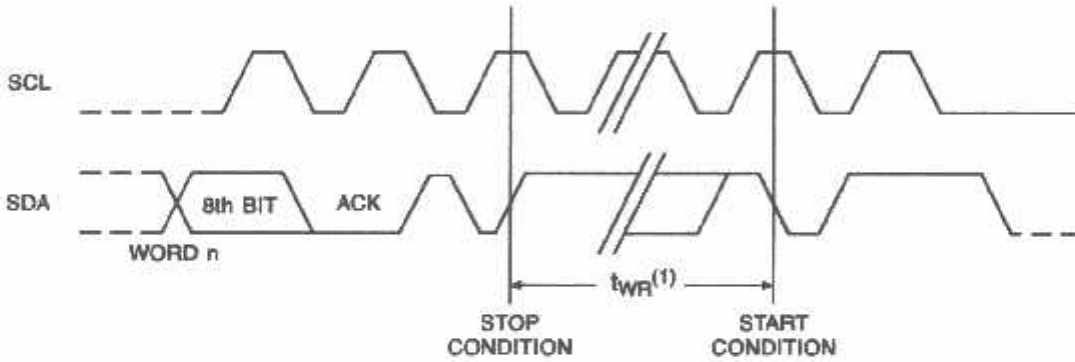 SCL
SDA
8th BIT
ACK
WORD n
tWR(1)
STOP
CONDITION
START
CONDITION